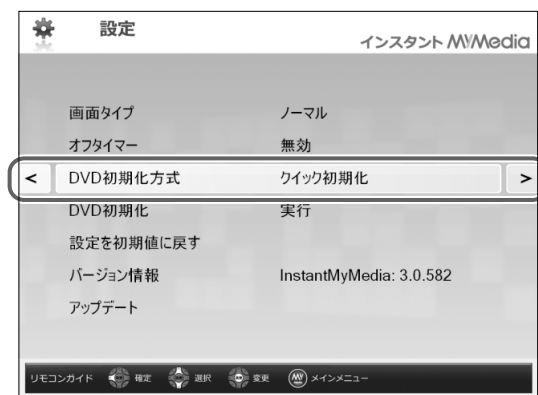 設定
インスタント MYMedia
画面タイプ ノーマル
オフタイマー 無効
< DVD初期化方式 クイック初期化 >
DVD初期化 実行
設定を初期値に戻す
バージョン情報 InstantMyMedia: 3.0.582
アップデート
リモコンガイド 確定 選択 変更 MY メインメニュー